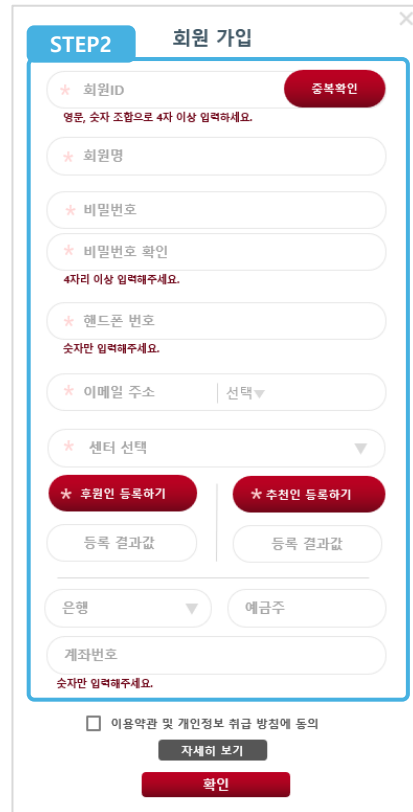 STEP2 회원 가입
* 회원ID 중복확인
영문, 숫자 조합으로 4자 이상 입력하세요.
* 회원명
* 비밀번호
* 비밀번호 확인
4자리 이상 입력해주세요.
* 핸드폰 번호
숫자만 입력해주세요.
* 이메일 주소 선택▼
* 센터 선택 ▼
* 후원인 등록하기 * 추천인 등록하기
등록 결과값 등록 결과값
은행 ▼ 예금주
계좌번호
숫자만 입력해주세요.
이용약관 및 개인정보 취급 방침에 동의
자세히 보기
확인